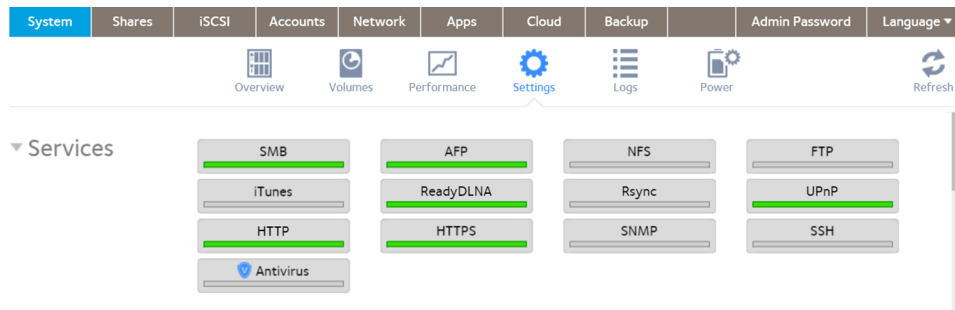 System Shares iSCSI Accounts Network Apps Cloud Backup Admin Password Language
Overview Volumes Performance Settings Logs Power Refresh
Services
SMB AFP NFS FTP
iTunes ReadyDLNA Rsync UPnP
HTTP HTTPS SNMP SSH
V Antivirus